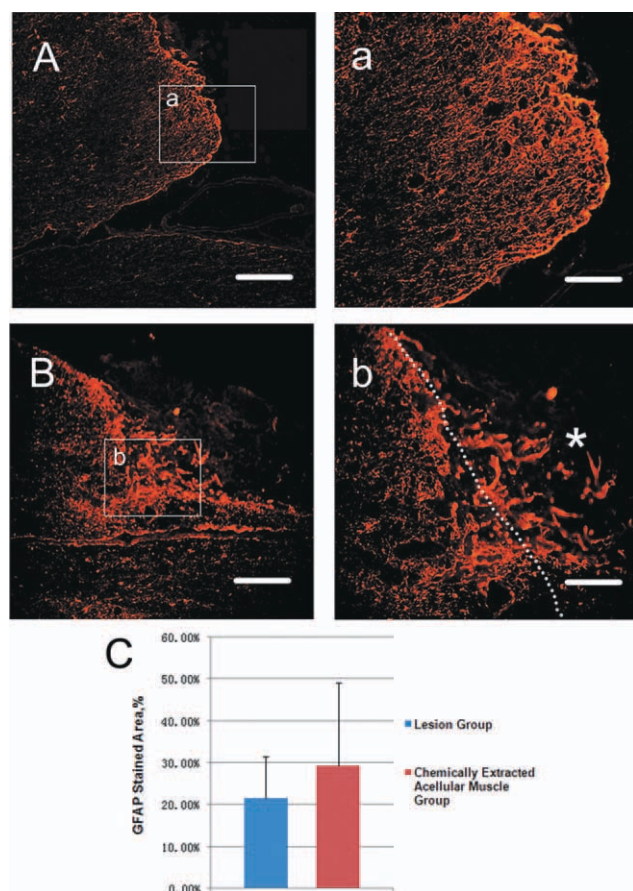 A
a
a
B
b
b
*
C
60.00%
50.00%
40.00%
30.00%
20.00%
10.00%
0.00%
GFAP Stained Area,%
Lesion Group
Chemically Extracted
Acellular Muscle
Group